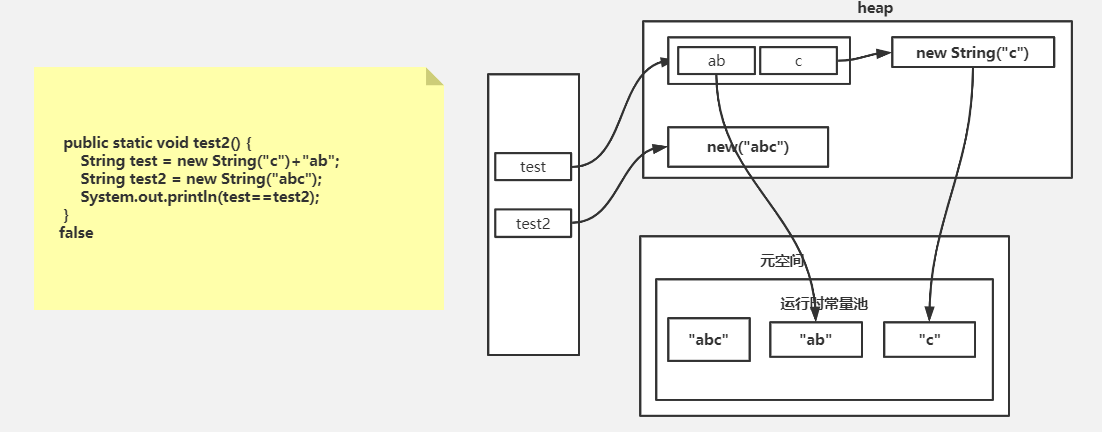 public static void test2() {
String test = new String("c")+"ab";
String test2 = new String("abc");
System.out.println(test==test2);
}
false
test
test2
heap
ab
c
new String("c")
new("abc")
元空间
运行时常量池
"abc"
"ab"
"c"